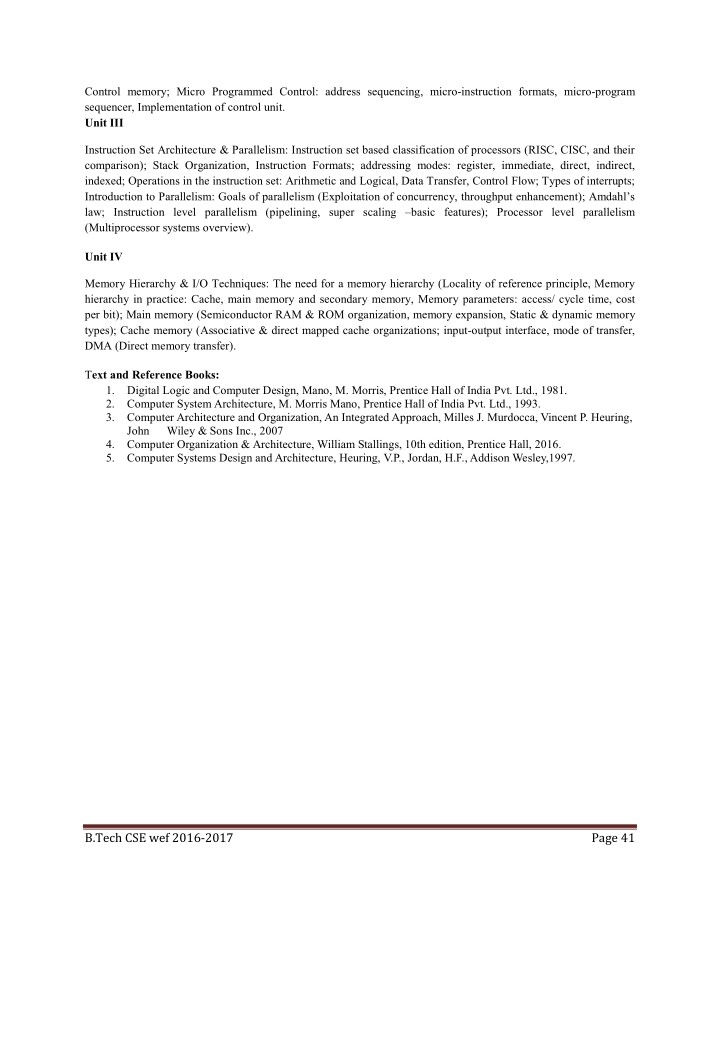 Control memory; Micro Programmed Control: address sequencing, micro-instruction formats, micro-program
sequencer, Implementation of control unit.
Unit III
Instruction Set Architecture & Parallelism: Instruction set based classification of processors (RISC, CISC, and their
comparison); Stack Organization, Instruction Formats; addressing modes: register, immediate, direct, indirect,
indexed; Operations in the instruction set: Arithmetic and Logical, Data Transfer, Control Flow; Types of interrupts;
Introduction to Parallelism: Goals of parallelism (Exploitation of concurrency, throughput enhancement); Amdahl's
law; Instruction level parallelism (pipelining, super scaling –basic features); Processor level parallelism
(Multiprocessor systems overview).
Unit IV
Memory Hierarchy & I/O Techniques: The need for a memory hierarchy (Locality of reference principle, Memory
hierarchy in practice: Cache, main memory and secondary memory, Memory parameters: access/ cycle time, cost
per bit); Main memory (Semiconductor RAM & ROM organization, memory expansion, Static & dynamic memory
types); Cache memory (Associative & direct mapped cache organizations; input-output interface, mode of transfer,
DMA (Direct memory transfer).
Text and Reference Books:
1. Digital Logic and Computer Design, Mano, M. Morris, Prentice Hall of India Pvt. Ltd., 1981.
2. Computer System Architecture, M. Morris Mano, Prentice Hall of India Pvt. Ltd., 1993.
3. Computer Architecture and Organization, An Integrated Approach, Milles J. Murdocca, Vincent P. Heuring,
John Wiley & Sons Inc., 2007
4. Computer Organization & Architecture, William Stallings, 10th edition, Prentice Hall, 2016.
5. Computer Systems Design and Architecture, Heuring, V.P., Jordan, H.F., Addison Wesley,1997.
B.Tech CSE wef 2016-2017 Page 41